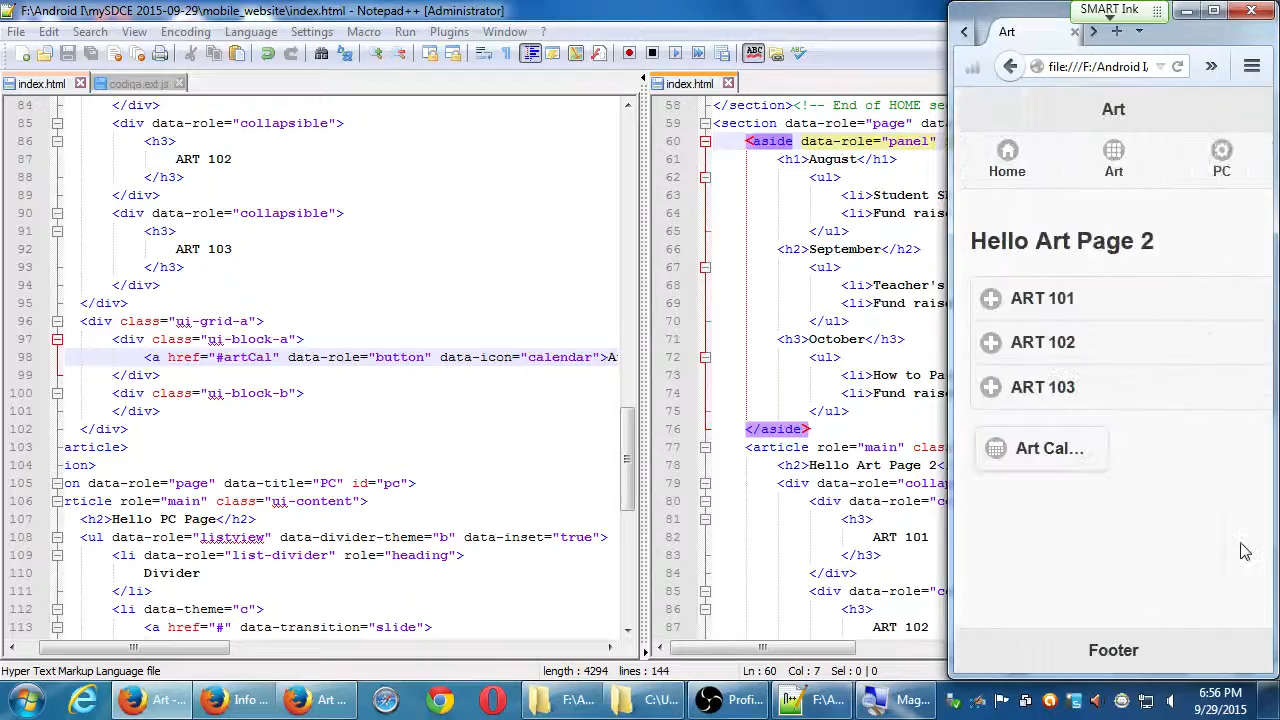 F:\Android I\mySDCE 2015-09-29\mobile_website\index.html - Notepad++ [Administrator]
SMART Ink
File Edit Search View Encoding Language Settings Macro Run Plugins Window ?
Art
file:///F:/Android I,
index.html
codiqa.ext.js
index.html
84 </div>
85 <div data-role="collapsible">
86 <h3>
87 ART 102
88 </h3>
89 </div>
90 <div data-role="collapsible">
91 <h3>
92 ART 103
93 </h3>
94 </div>
95 </div>
96 <div class="ui-grid-a">
97 <div class="ui-block-a">
98 <a href="#artCal" data-role="button" data-icon="calendar">A
99 </div>
100 <div class="ui-block-b">
101 </div>
102 </div>
103 article>
104 ion>
105 on data-role="page" data-title="PC" id="pc">
106 rticle role="main" class="ui-content">
107 <h2>Hello PC Page</h2>
108 <ul data-role="listview" data-divider-theme="b" data-inset="true">
109 <li data-role="list-divider" role="heading">
110 Divider
111 </li>
112 <li data-theme="c">
113 <a href="#" data-transition="slide">
58 </section><!-- End of HOME se
59 <section data-role="page" dat
60 <aside data-role="panel"
61 <h1>August</h1>
62 <ul>
63 <li>Student Sh
64 <li>Fund raise
65 </ul>
66 <h2>September</h2>
67 <ul>
68 <li>Teacher's
69 <li>Fund raise
70 </ul>
71 <h3>October</h3>
72 <ul>
73 <li>How to Pa
74 <li>Fund raise
75 </ul>
76 </aside>
77 <article role="main" clas
78 <h2>Hello Art Page 2<
79 <div data-role="colla
80 <div data-role="co
81 <h3>
82 ART 101
83 </h3>
84 </div>
85 <div data-role="co
86 <h3>
87 ART 102
Art
Home Art PC
Hello Art Page 2
ART 101
ART 102
ART 103
Art Cal...
Footer
Hyper Text Markup Language file
length : 4294 lines : 144
Ln : 60 Col : 7 Sel : 0 | 0
Art -...
Info ...
Art ...
F:\A...
C:\U...
Profi...
F:\A...
Mag...
6:56 PM
9/29/2015